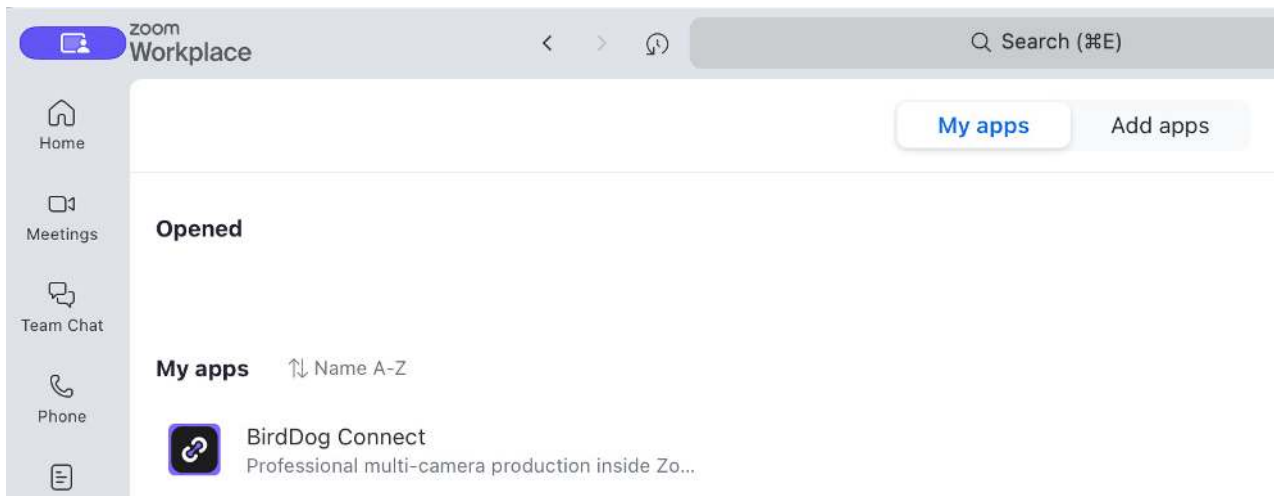 zoom
Workplace
Search (⌘E)
Home
My apps
Add apps
Meetings
Opened
Team Chat
My apps
Name A-Z
Phone
BirdDog Connect
Professional multi-camera production inside Zo...